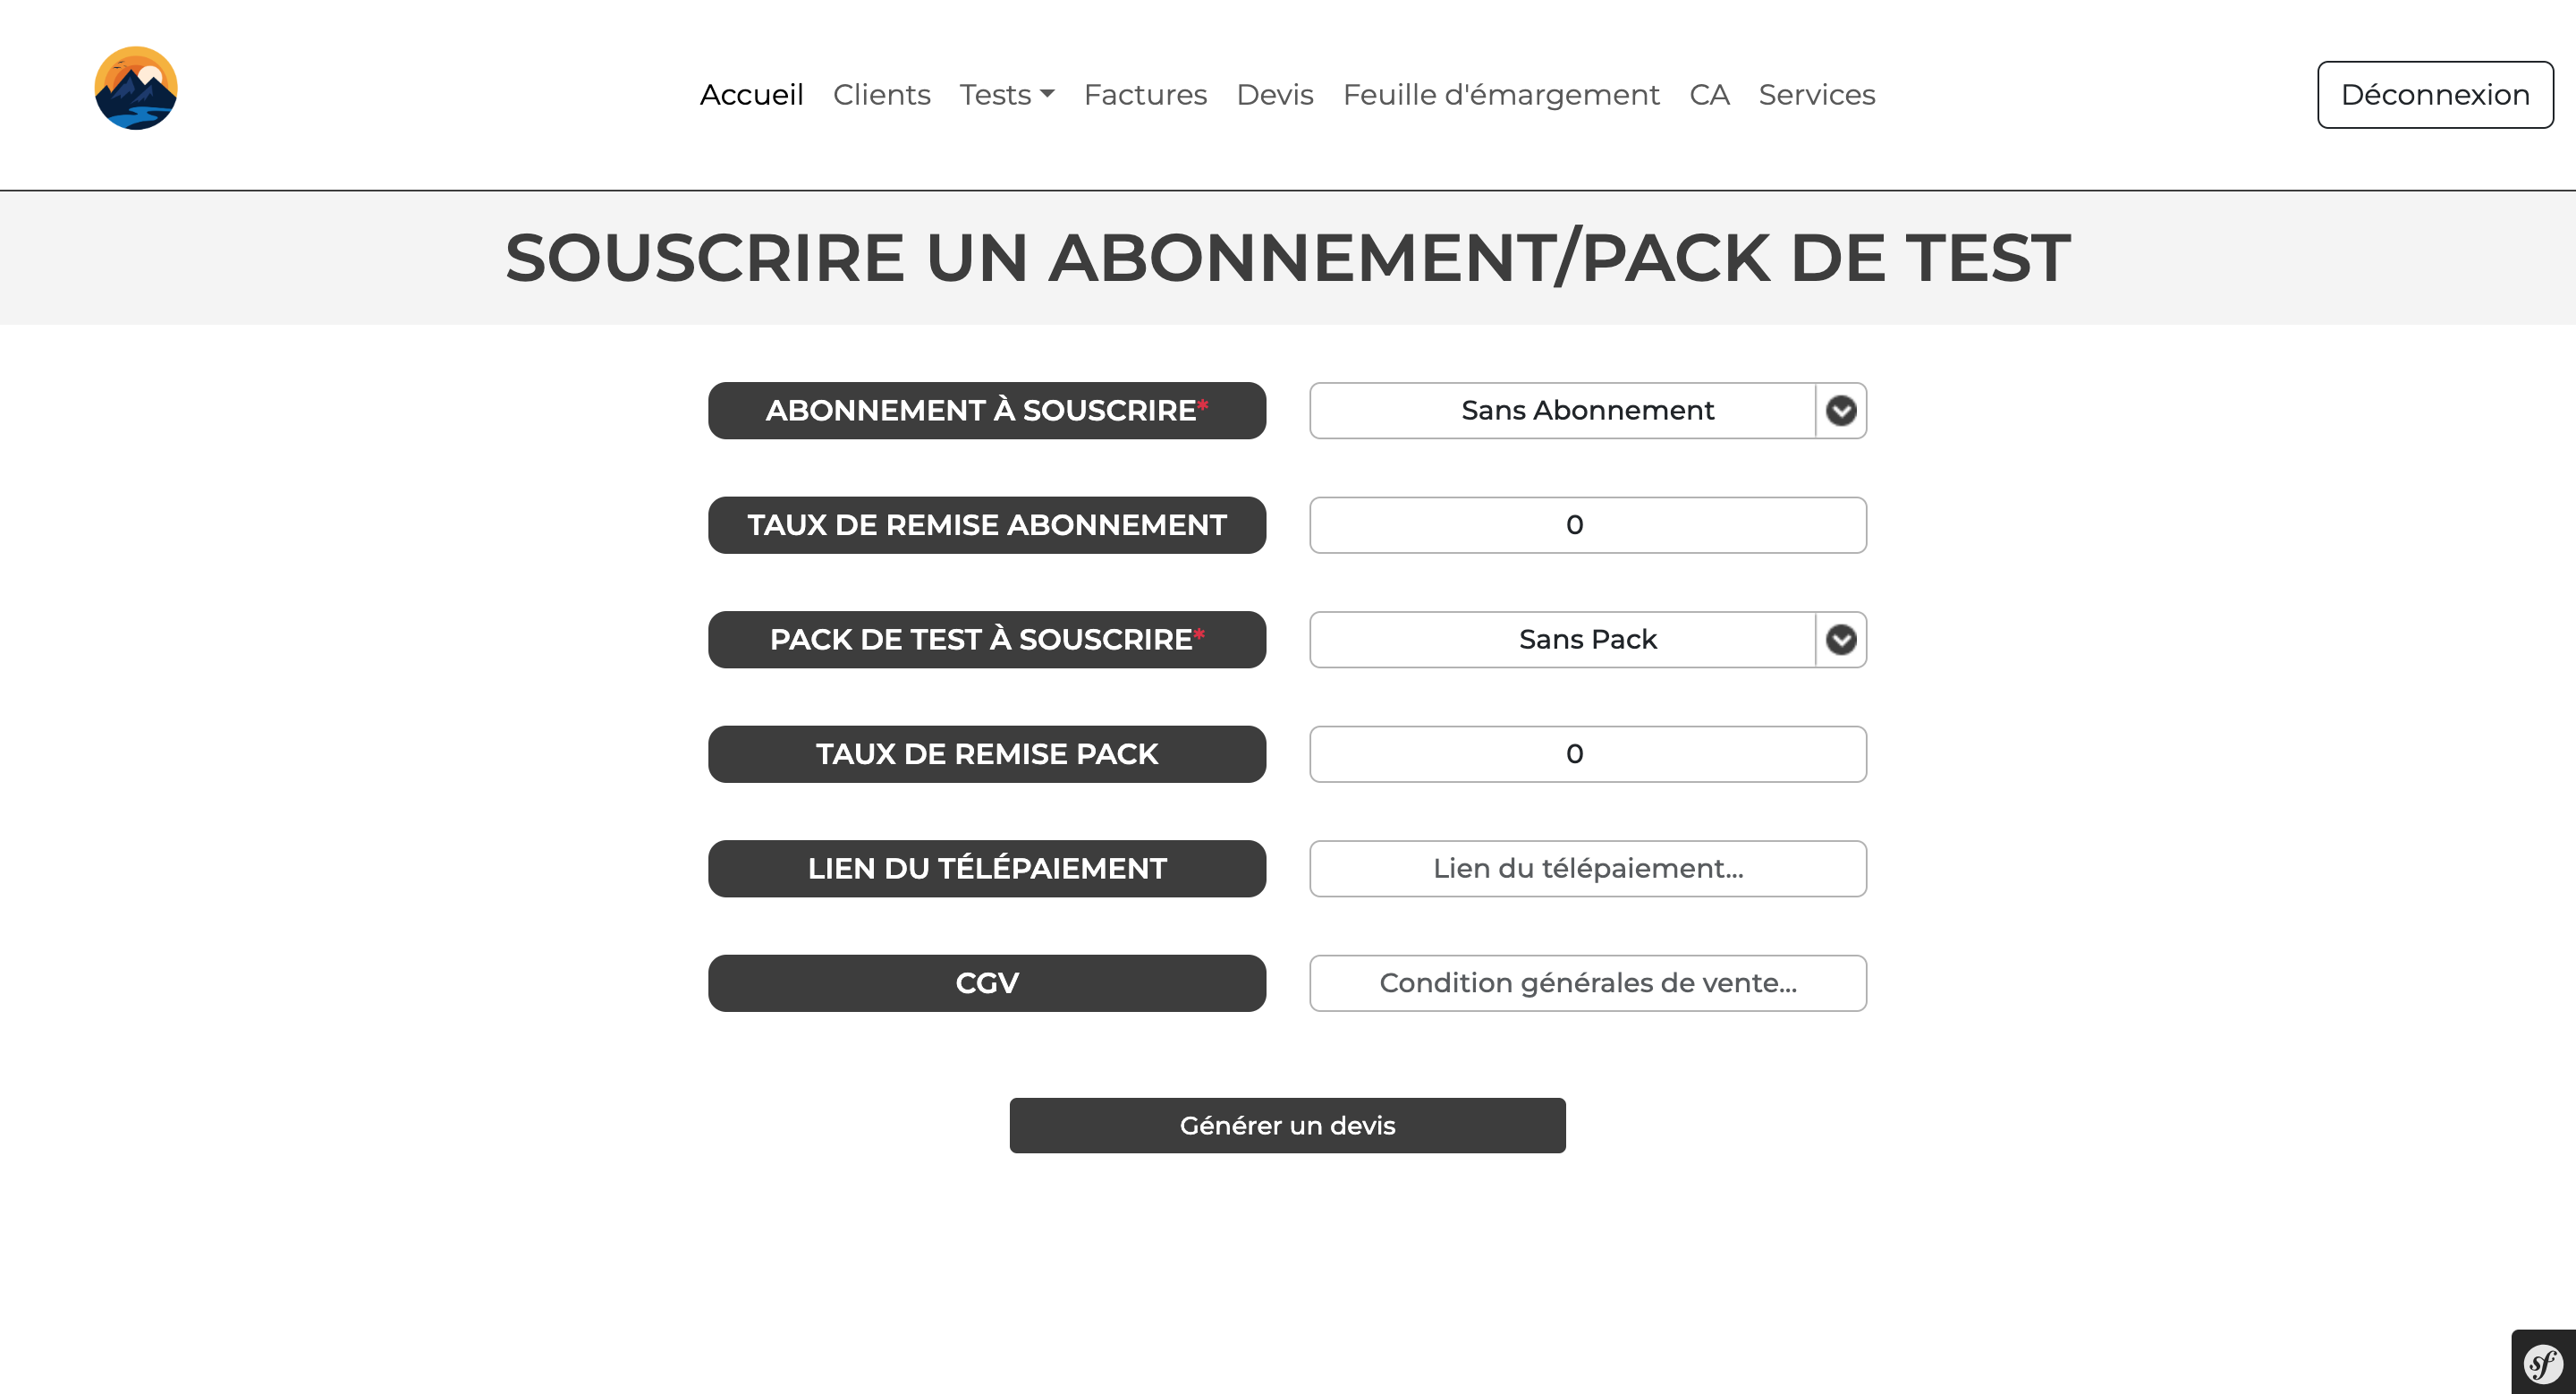 Accueil Clients Tests Factures Devis Feuille d'émargement CA Services Déconnexion
SOUSCRIRE UN ABONNEMENT/PACK DE TEST
ABONNEMENT À SOUSCRIRE* Sans Abonnement
TAUX DE REMISE ABONNEMENT 0
PACK DE TEST À SOUSCRIRE* Sans Pack
TAUX DE REMISE PACK 0
LIEN DU TÉLÉPAIEMENT Lien du télépaiement...
CGV Condition générales de vente...
Générer un devis
sf